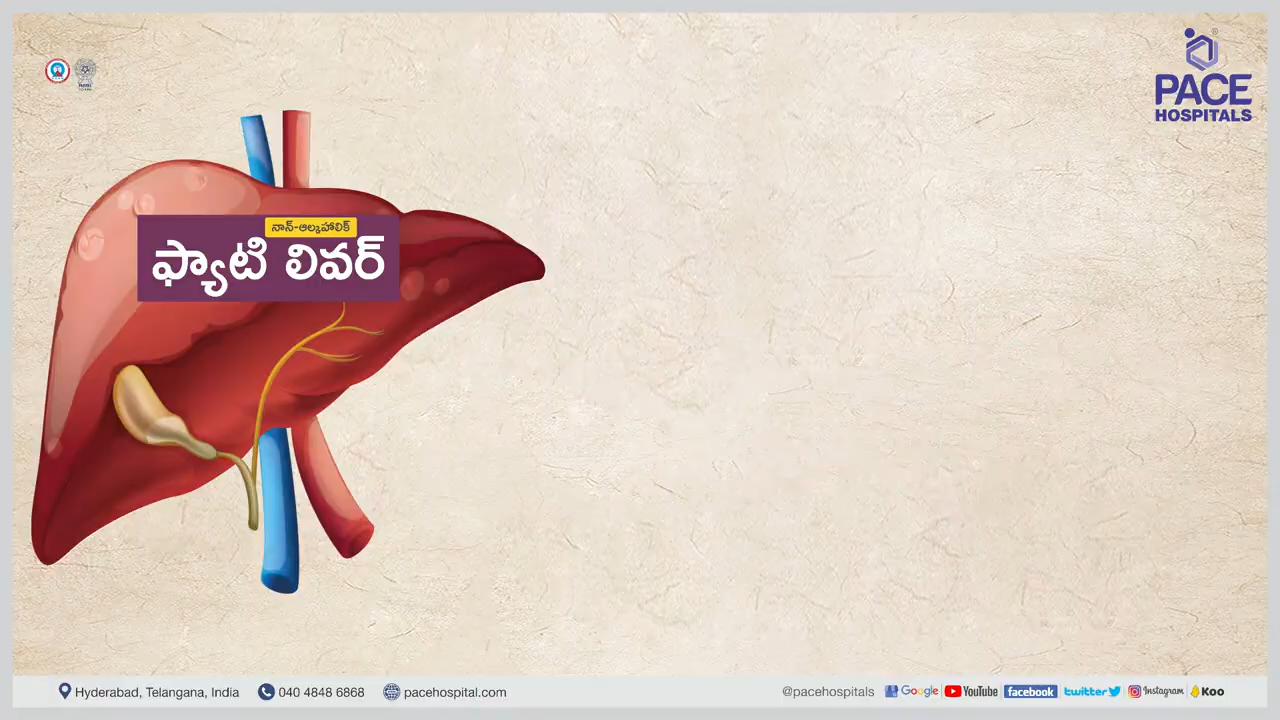 PACE
HOSPITALS
నాన్-ఆల్కహాలిక్
ఫ్యాటి లివర్
Hyderabad, Telangana, India
040 4848 6668
pacehospital.com
@pacehospitals
Google
YouTube
facebook
twitter
Instagram
Koo